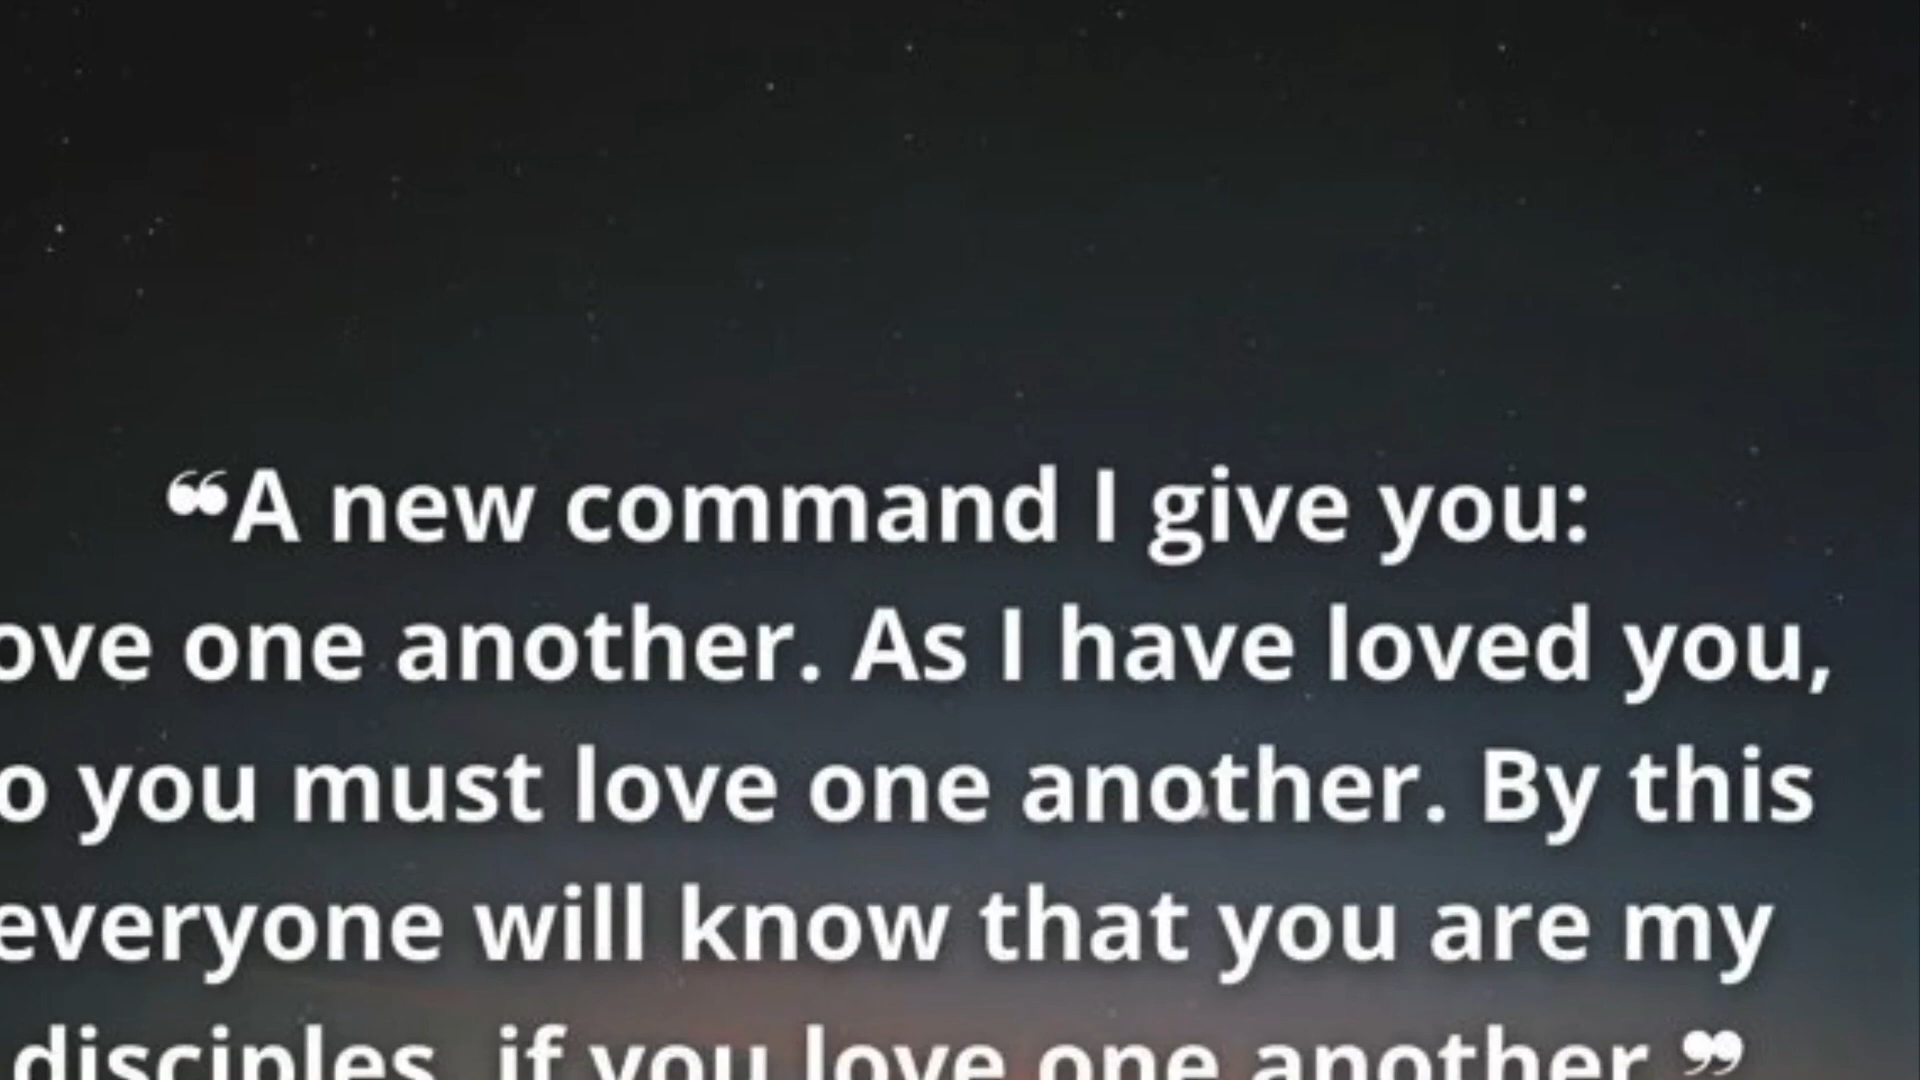 ❝A new command I give you:
ove one another. As I have loved you,
o you must love one another. By this
everyone will know that you are my
disciples, if you love one another.❞